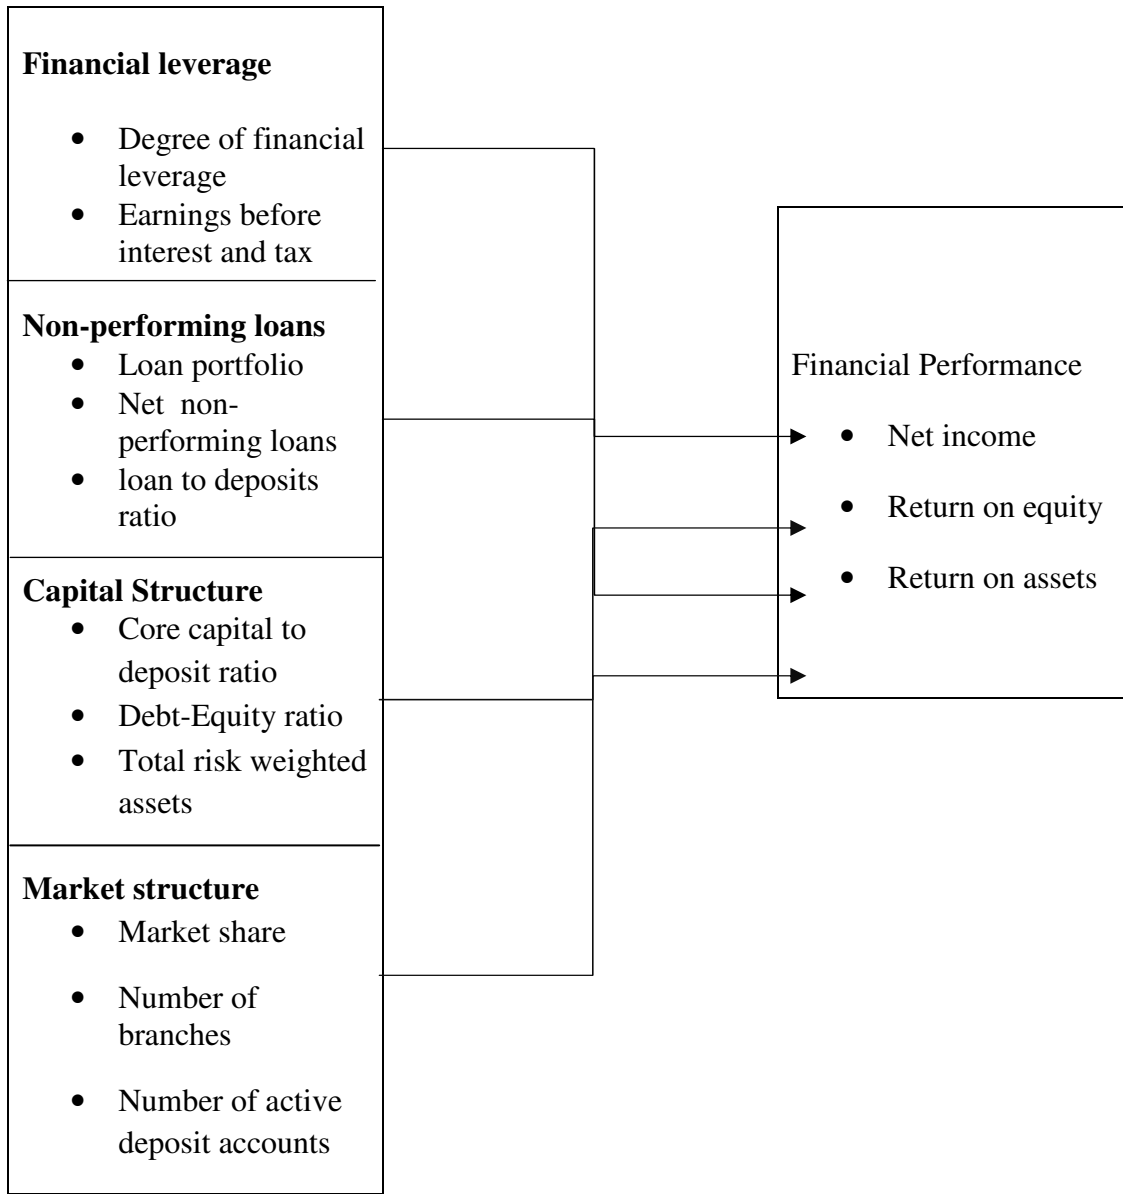 Financial leverage
• Degree of financial
leverage
• Earnings before
interest and tax
Non-performing loans
• Loan portfolio
• Net non-
performing loans
• loan to deposits
ratio
Capital Structure
• Core capital to
deposit ratio
• Debt-Equity ratio
• Total risk weighted
assets
Market structure
• Market share
• Number of
branches
• Number of active
deposit accounts
Financial Performance
• Net income
• Return on equity
• Return on assets